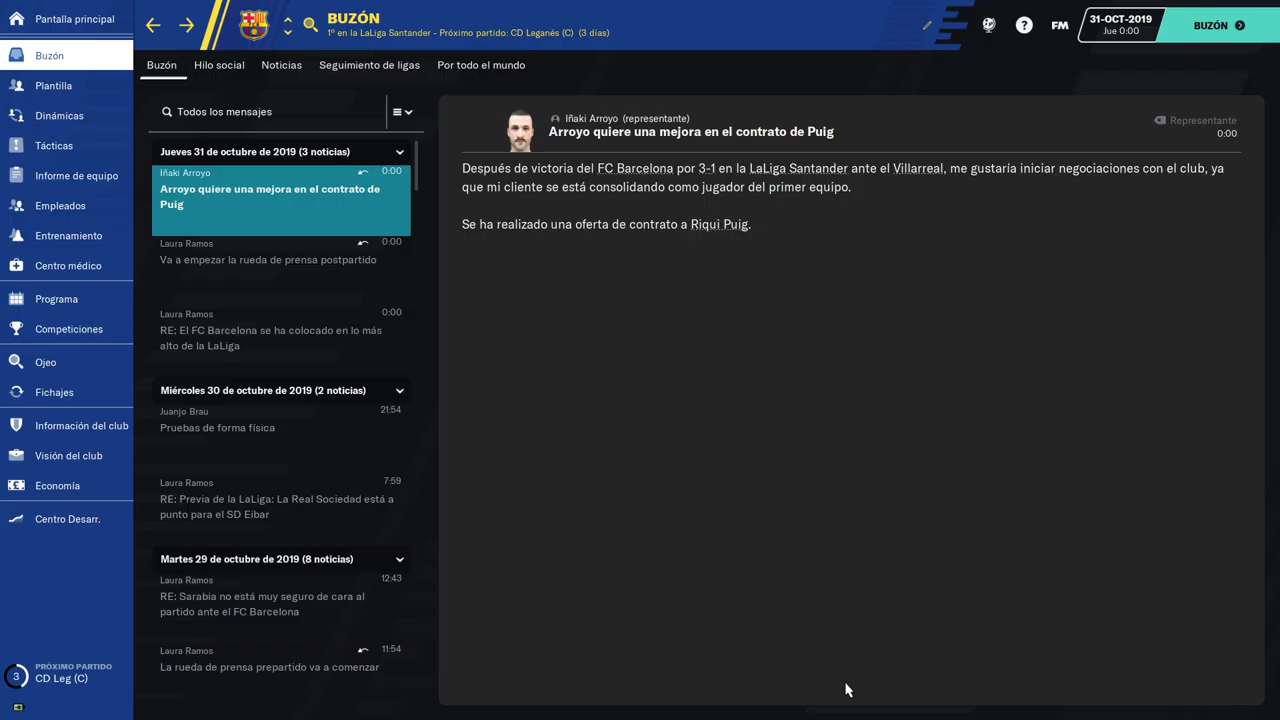 Pantalla principal
Buzón
Plantilla
Dinámicas
Tácticas
Informe de equipo
Empleados
Entrenamiento
Centro médico
Programa
Competiciones
Ojeo
Fichajes
Información del club
Visión del club
Economía
Centro Desarr.
3
PRÓXIMO PARTIDO
CD Leg (C)
BUZÓN
1º en la LaLiga Santander - Próximo partido: CD Leganés (C) (3 días)
?
FM
31-OCT-2019
Jue 0:00
BUZÓN
Buzón
Hilo social
Noticias
Seguimiento de ligas
Por todo el mundo
Todos los mensajes
Jueves 31 de octubre de 2019 (3 noticias)
Iñaki Arroyo 0:00
Arroyo quiere una mejora en el contrato de
Puig
Laura Ramos 0:00
Va a empezar la rueda de prensa postpartido
Laura Ramos 0:00
RE: El FC Barcelona se ha colocado en lo más
alto de la LaLiga
Miércoles 30 de octubre de 2019 (2 noticias)
Juanjo Brau 21:54
Pruebas de forma física
Laura Ramos 7:59
RE: Previa de la LaLiga: La Real Sociedad está a
punto para el SD Eibar
Martes 29 de octubre de 2019 (8 noticias)
Laura Ramos 12:43
RE: Sarabia no está muy seguro de cara al
partido ante el FC Barcelona
Laura Ramos 11:54
La rueda de prensa prepartido va a comenzar
Iñaki Arroyo (representante)
Arroyo quiere una mejora en el contrato de Puig
Representante
0:00
Después de victoria del FC Barcelona por 3-1 en la LaLiga Santander ante el Villarreal, me gustaría iniciar negociaciones con el club, ya
que mi cliente se está consolidando como jugador del primer equipo.
Se ha realizado una oferta de contrato a Riqui Puig.